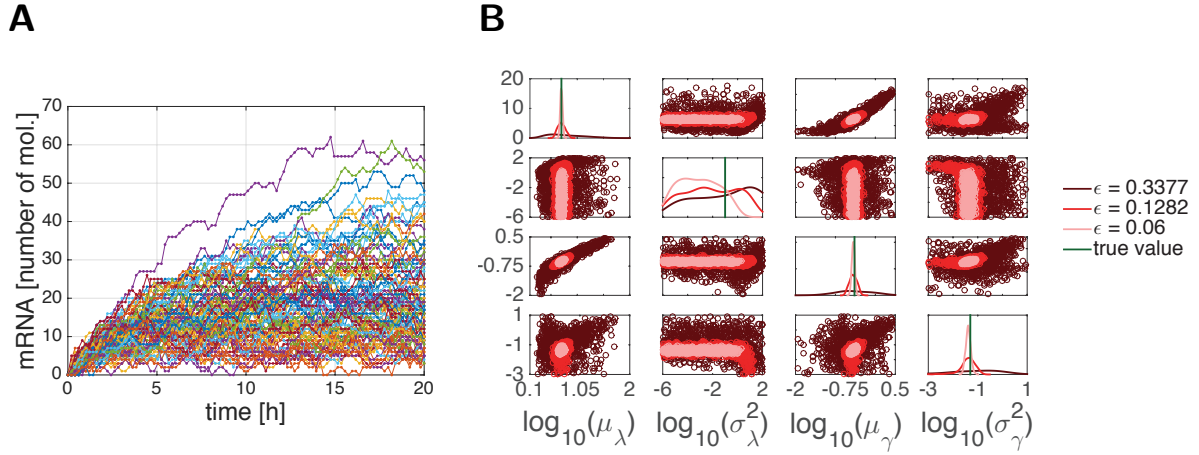 A
B
mRNA [number of mol.]
70
60
50
40
30
20
10
0
0 5 10 15 20
time [h]
20
10
0
2
-2
-6
0.5
-0.75
-2
1
-1
-3
0.1 1.05 2
-6 -2 2
-2 -0.75 0.5
-3 -1 1
log10(μλ) log10(σ²λ) log10(μγ) log10(σ²γ)
ϵ = 0.3377
ϵ = 0.1282
ϵ = 0.06
true value